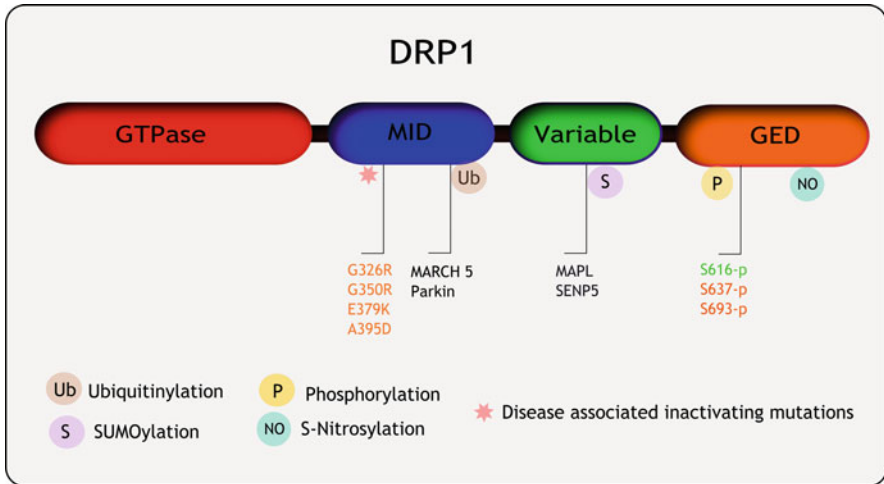 DRP1
GTPase
MID
Variable
GED
Ub
S
P
NO
G326R
G350R
E379K
A395D
MARCH 5
Parkin
MAPL
SENP5
S616-p
S637-p
S693-p
Ub Ubiquitinylation
P Phosphorylation
S SUMOylation
NO S-Nitrosylation
Disease associated inactivating mutations